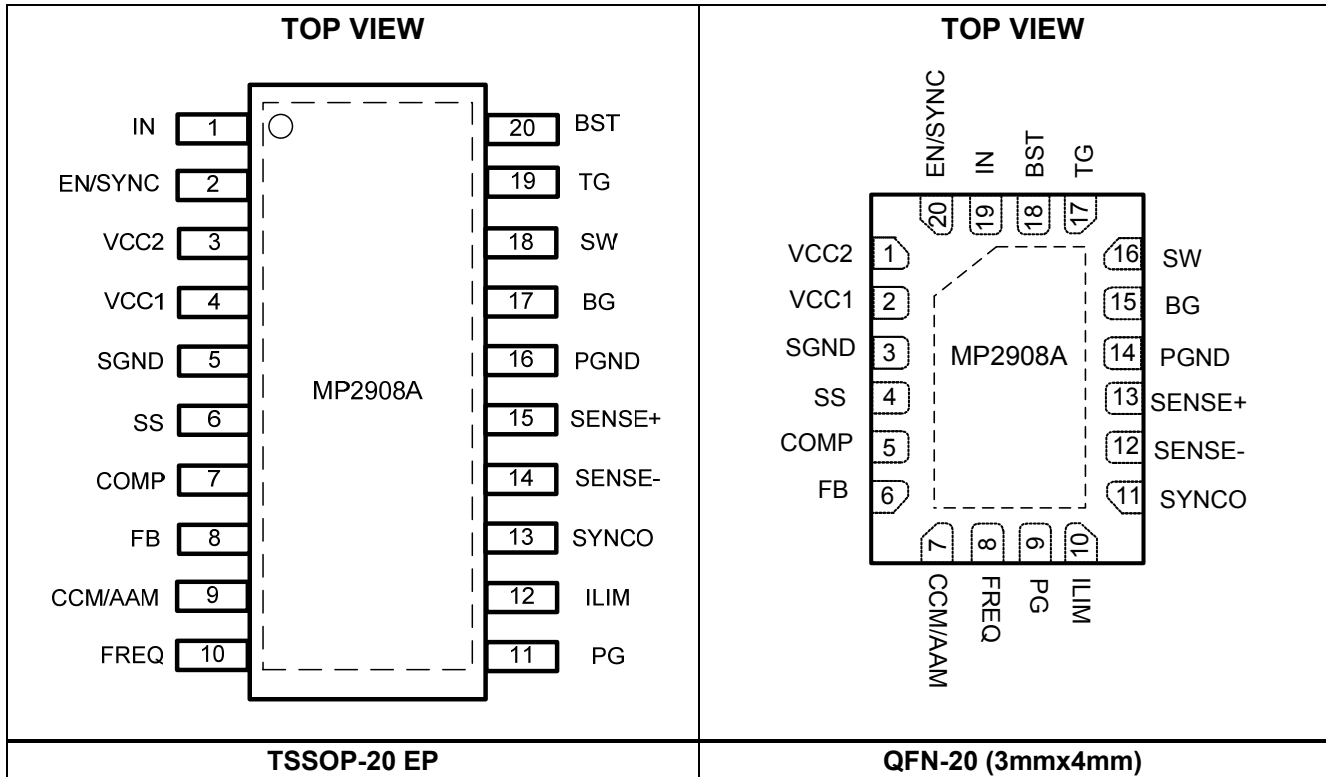 TOP VIEW
IN 1
EN/SYNC 2
VCC2 3
VCC1 4
SGND 5
SS 6
COMP 7
FB 8
CCM/AAM 9
FREQ 10
MP2908A
20 BST
19 TG
18 SW
17 BG
16 PGND
15 SENSE+
14 SENSE-
13 SYNCO
12 ILIM
11 PG
TSSOP-20 EP
TOP VIEW
EN/SYNC IN BST TG
20 19 18 17
VCC2 1
VCC1 2
SGND 3
SS 4
COMP 5
FB 6
MP2908A
16 SW
15 BG
14 PGND
13 SENSE+
12 SENSE-
11 SYNCO
7 8 9 10
CCM/AAM FREQ PG ILIM
QFN-20 (3mmx4mm)